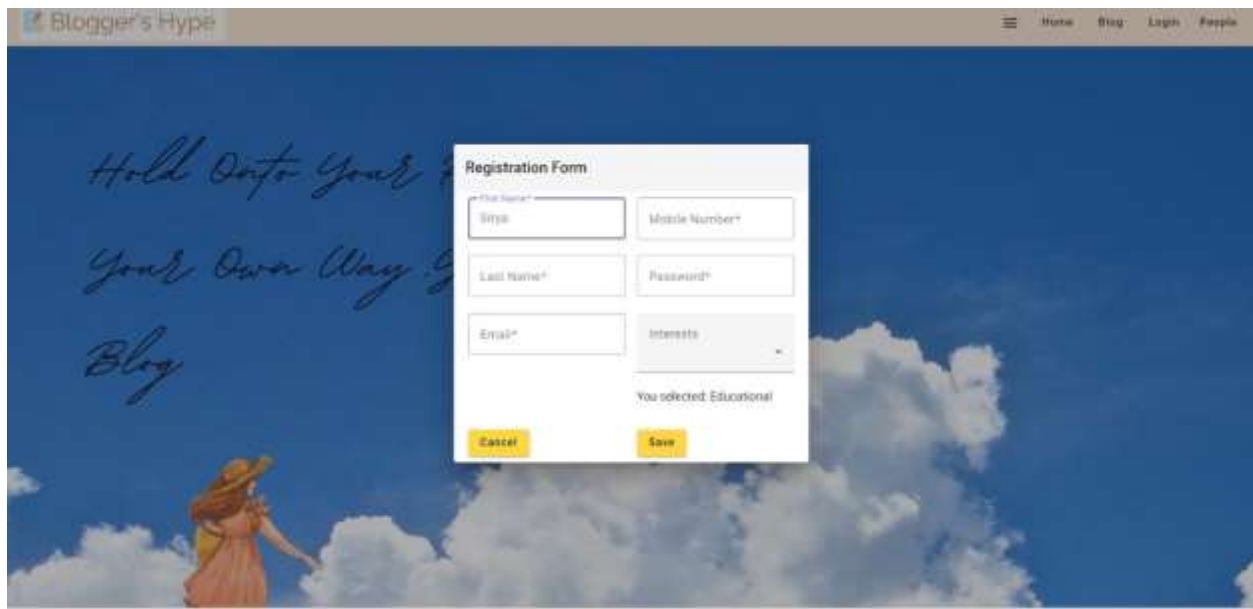 Blogger's Hype
Home Blog Login People
Hold Onto Your
Your Own Way
Blog
Registration Form
First Name*
Mobile Number*
Last Name*
Password*
Email*
Interests
You selected: Educational
Cancel
Save